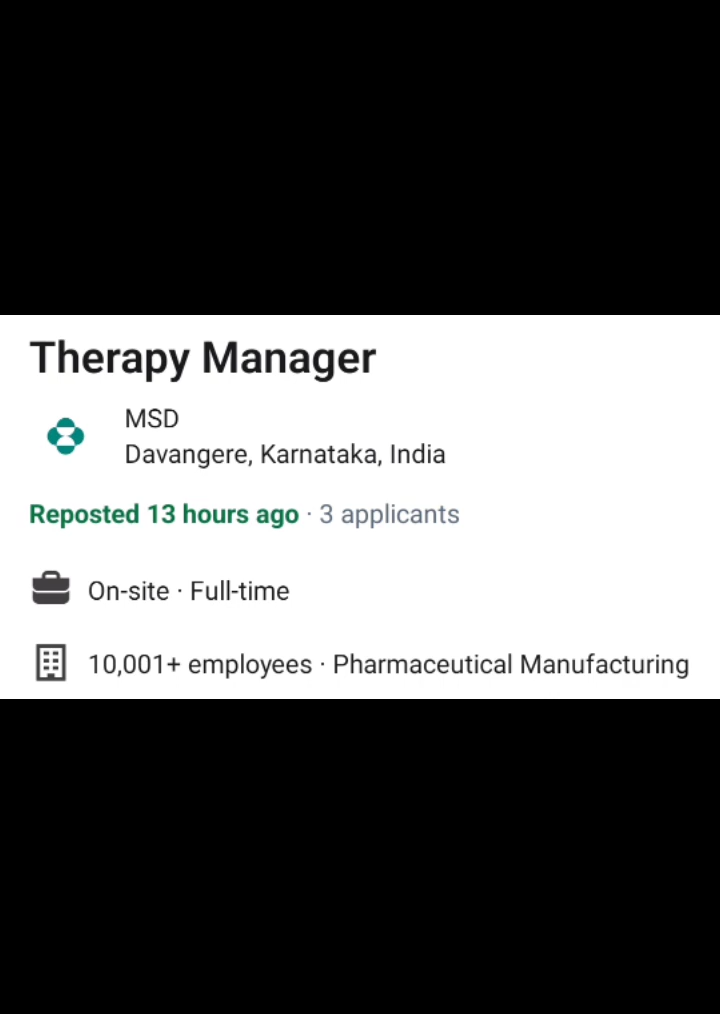 Therapy Manager
MSD
Davangere, Karnataka, India
Reposted 13 hours ago · 3 applicants
On-site · Full-time
10,001+ employees · Pharmaceutical Manufacturing